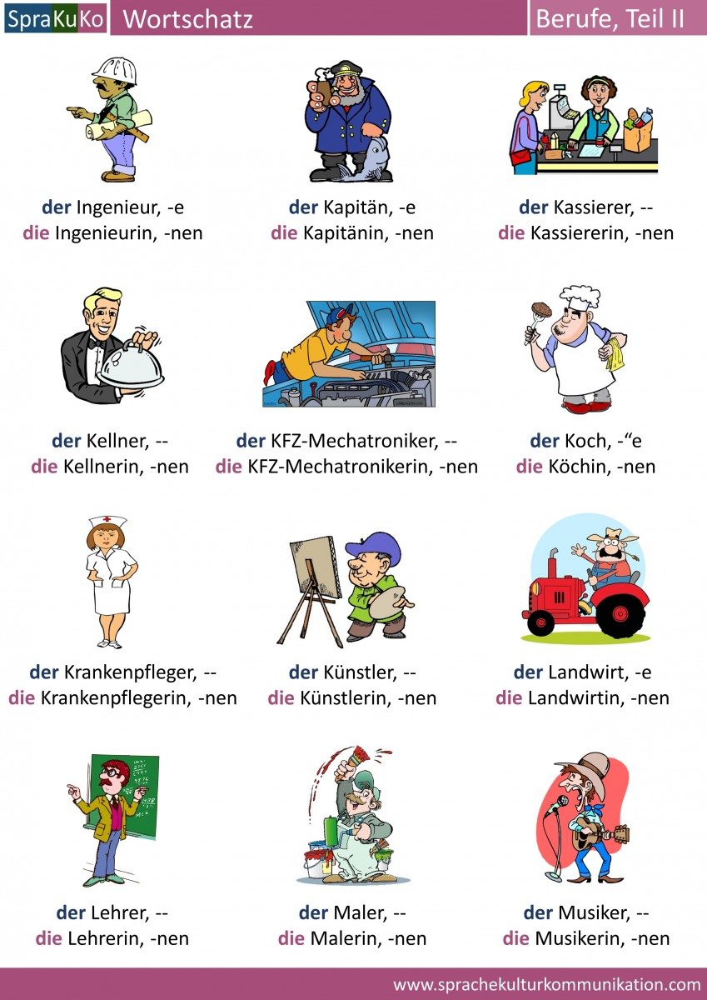 SpraKuKo
Wortschatz
Berufe, Teil II
der Ingenieur, -e
die Ingenieurin, -nen
der Kapitän, -e
die Kapitänin, -nen
der Kassierer, --
die Kassiererin, -nen
der Kellner, --
die Kellnerin, -nen
der KFZ-Mechatroniker, --
die KFZ-Mechatronikerin, -nen
der Koch, -“e
die Köchin, -nen
der Krankenpfleger, --
die Krankenpflegerin, -nen
der Künstler, --
die Künstlerin, -nen
der Landwirt, -e
die Landwirtin, -nen
der Lehrer, --
die Lehrerin, -nen
der Maler, --
die Malerin, -nen
der Musiker, --
die Musikerin, -nen
www.sprachekulturkommunikation.com